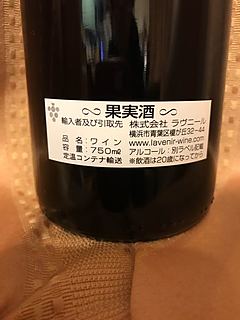 ∽ 果実酒 ∽
輸入者及び引取先 株式会社 ラヴニール
横浜市青葉区榎が丘32-44
品名：ワイン www.lavenir-wine.com
容量：750mℓ アルコール：別ラベル記載
定温コンテナ輸送 ※飲酒は20歳になってから